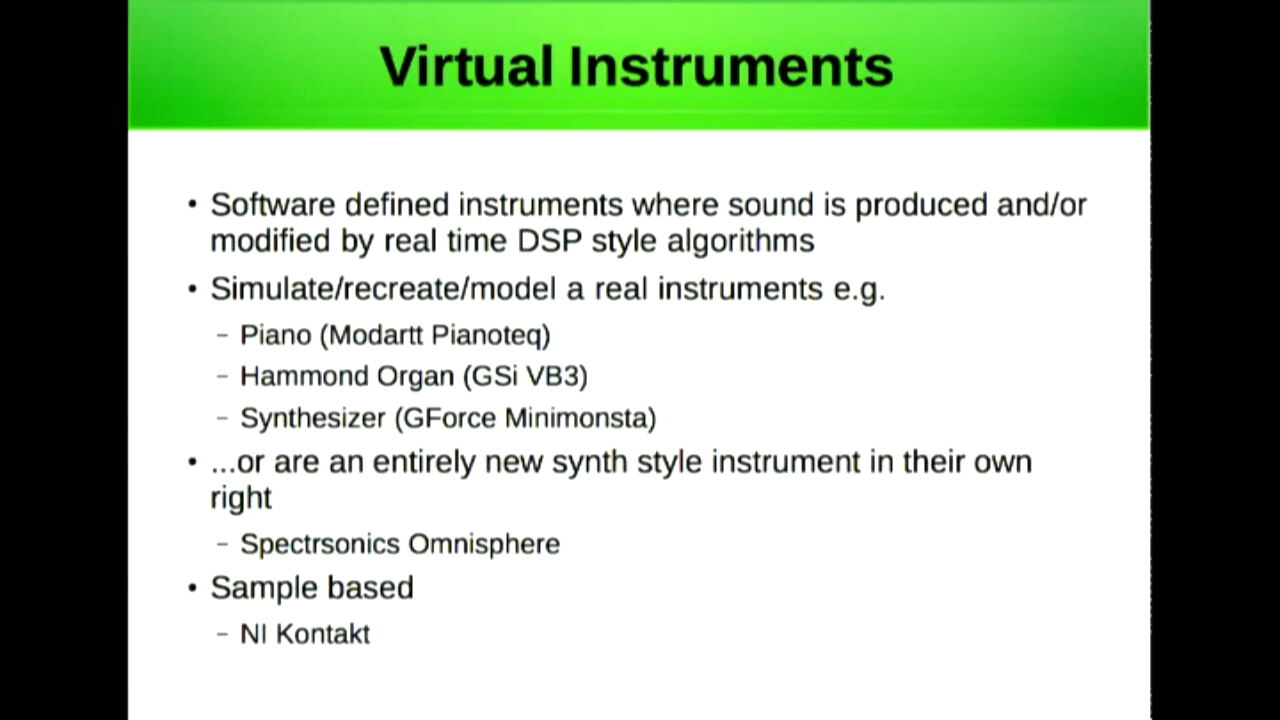 Virtual Instruments
• Software defined instruments where sound is produced and/or
modified by real time DSP style algorithms
• Simulate/recreate/model a real instruments e.g.
– Piano (Modartt Pianoteq)
– Hammond Organ (GSi VB3)
– Synthesizer (GForce Minimonsta)
• ...or are an entirely new synth style instrument in their own
right
– Spectrsonics Omnisphere
• Sample based
– NI Kontakt